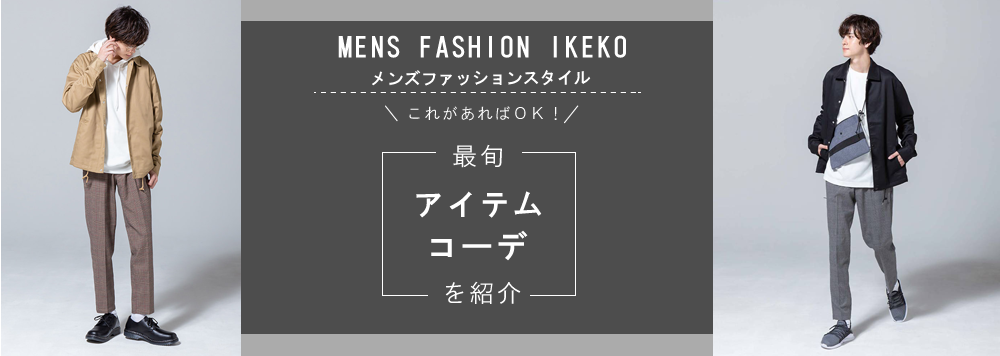 MENS FASHION IKEKO
メンズファッションスタイル
\ これがあればOK！/
最旬
アイテム
コーデ
を紹介